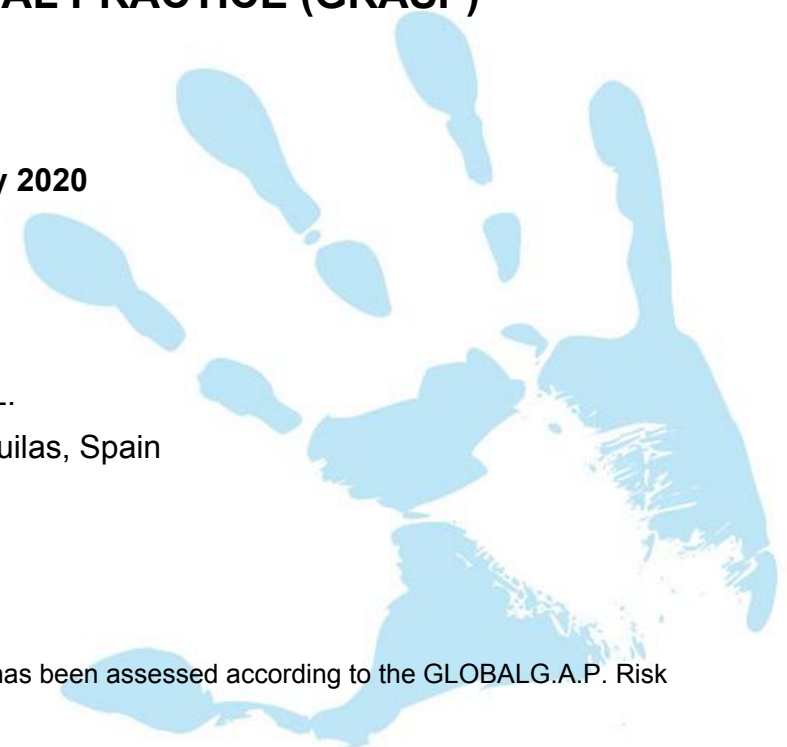 AL PRACTICE (GRASP)
y 2020
L.
uilas, Spain
has been assessed according to the GLOBALG.A.P. Risk